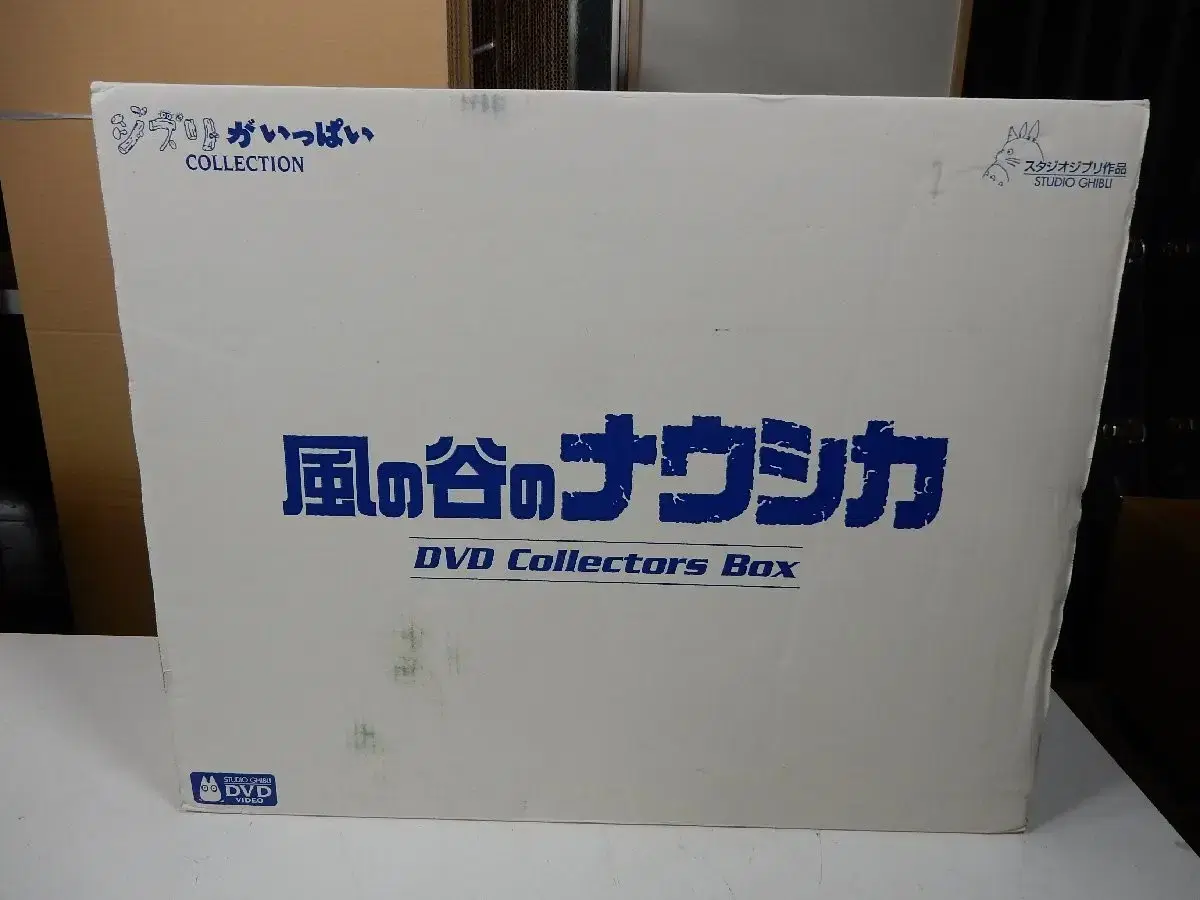 ジブリがいっぱい
COLLECTION
スタジオジブリ作品
STUDIO GHIBLI
風の谷のナウシカ
DVD Collectors Box
STUDIO GHIBLI
DVD
VIDEO